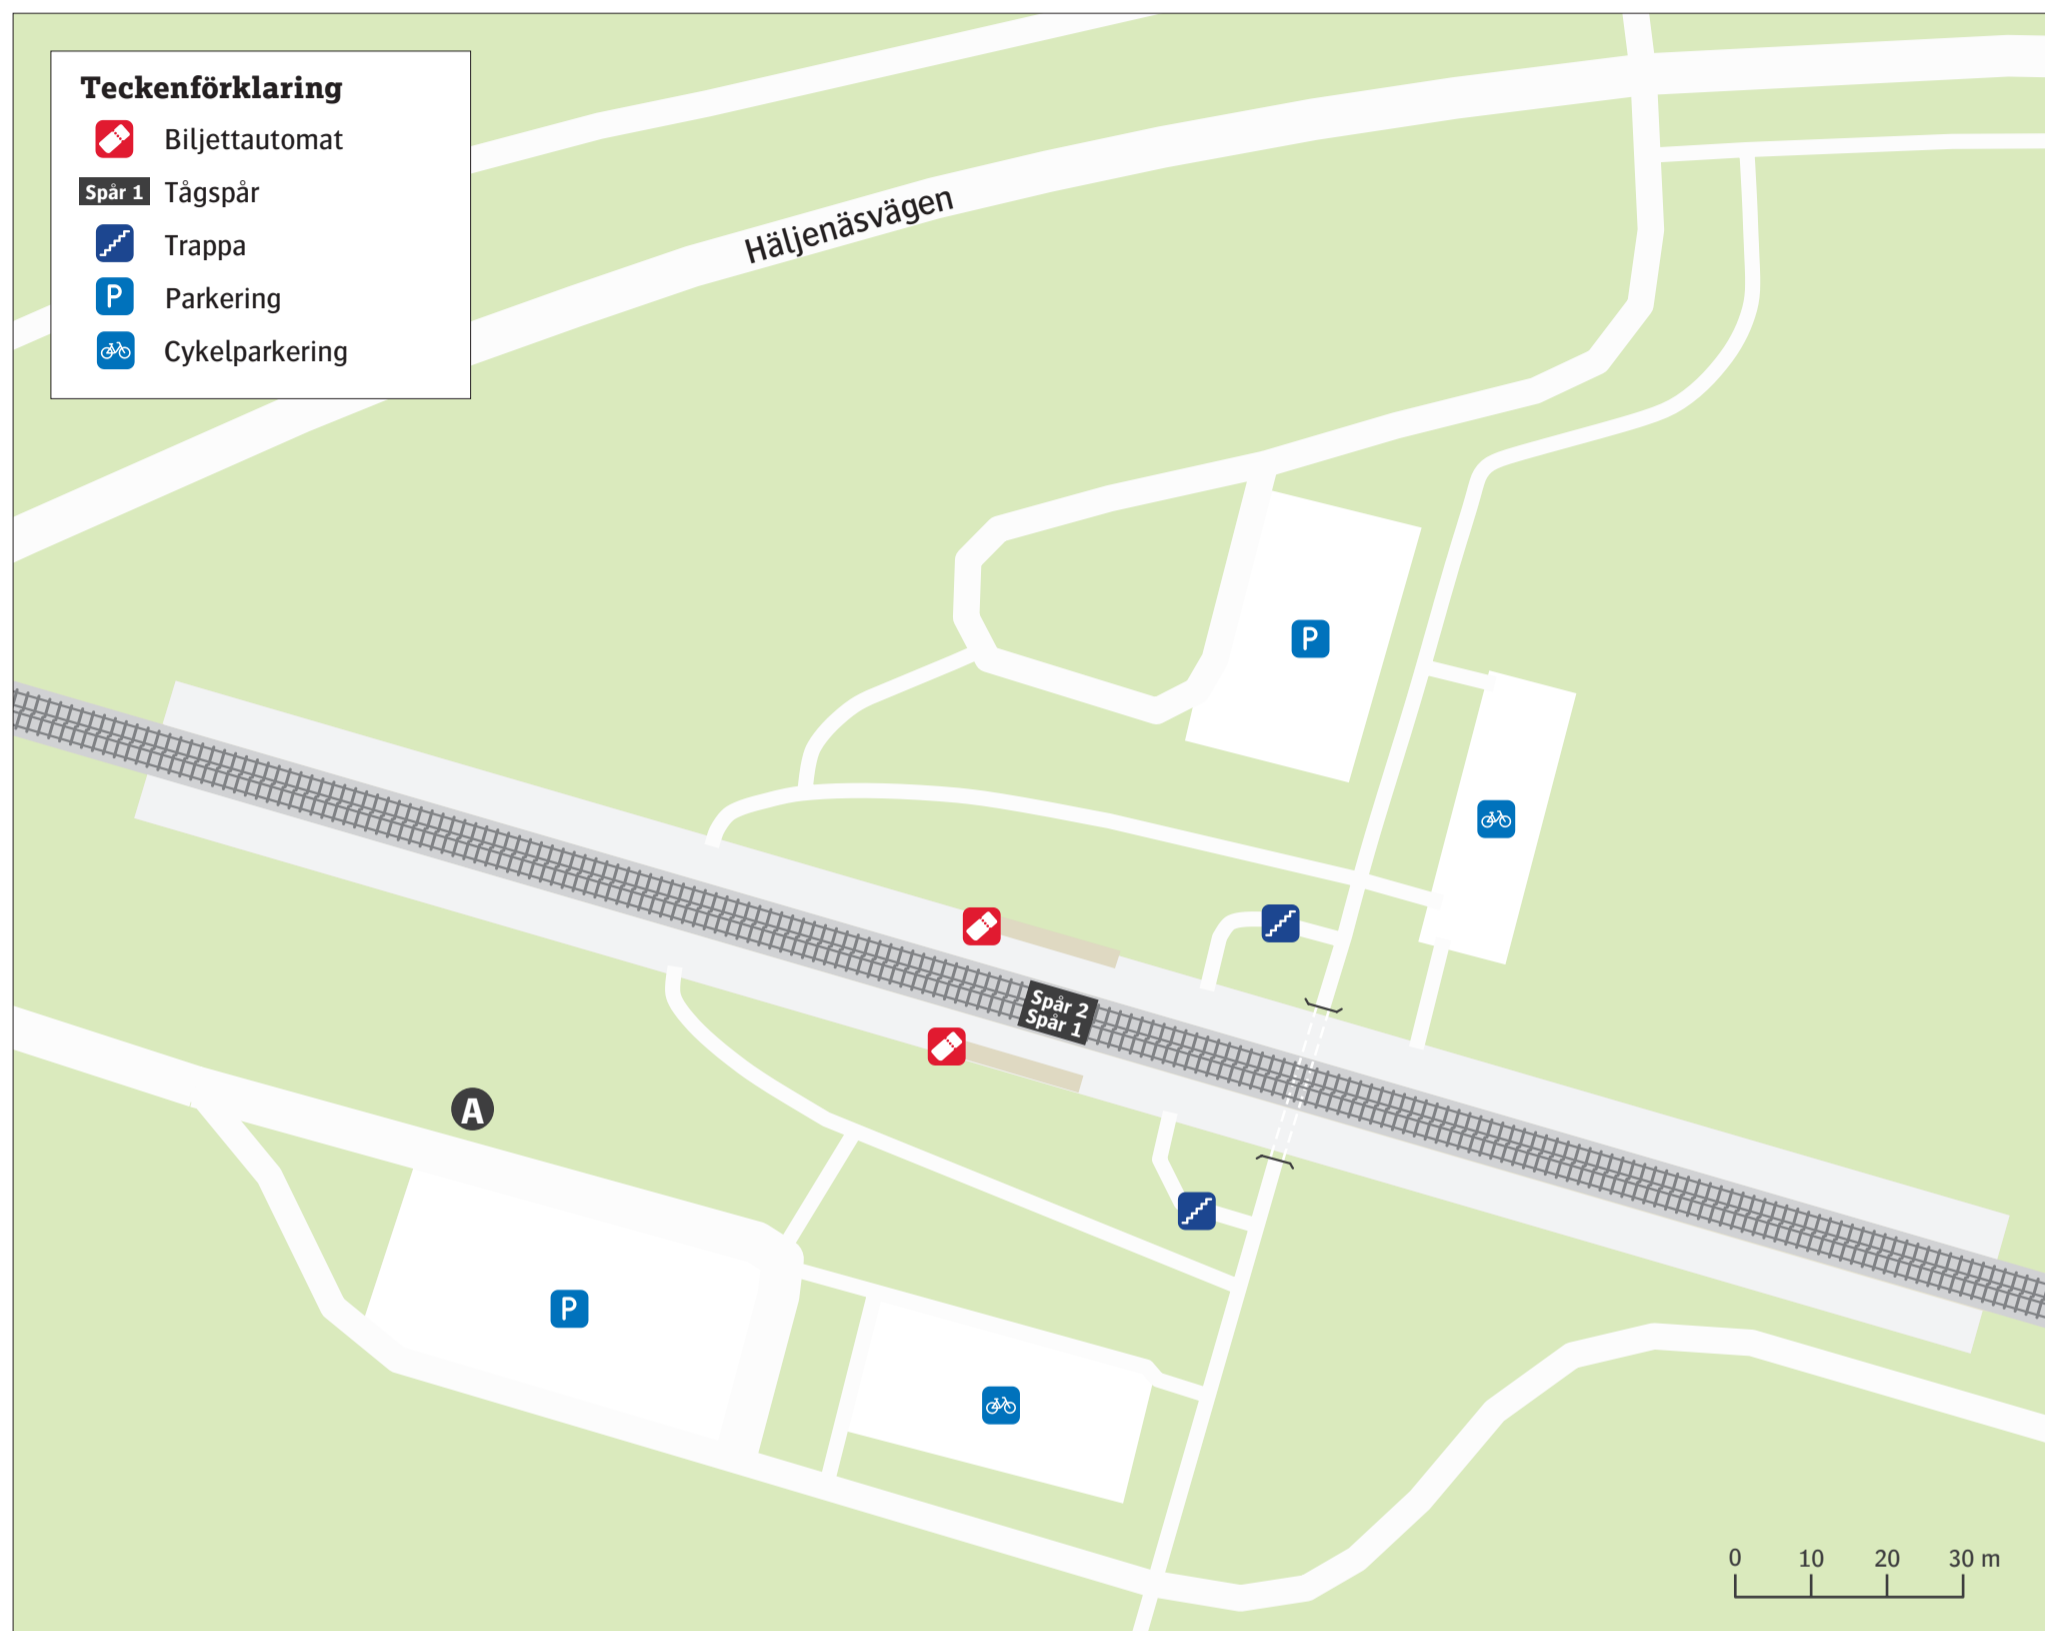 Teckenförklaring
Biljettautomat
Spår 1 Tågspår
Trappa
P Parkering
Cykelparkering
Häljenäsvägen
P
Spår 2
Spår 1
A
P
0 10 20 30 m